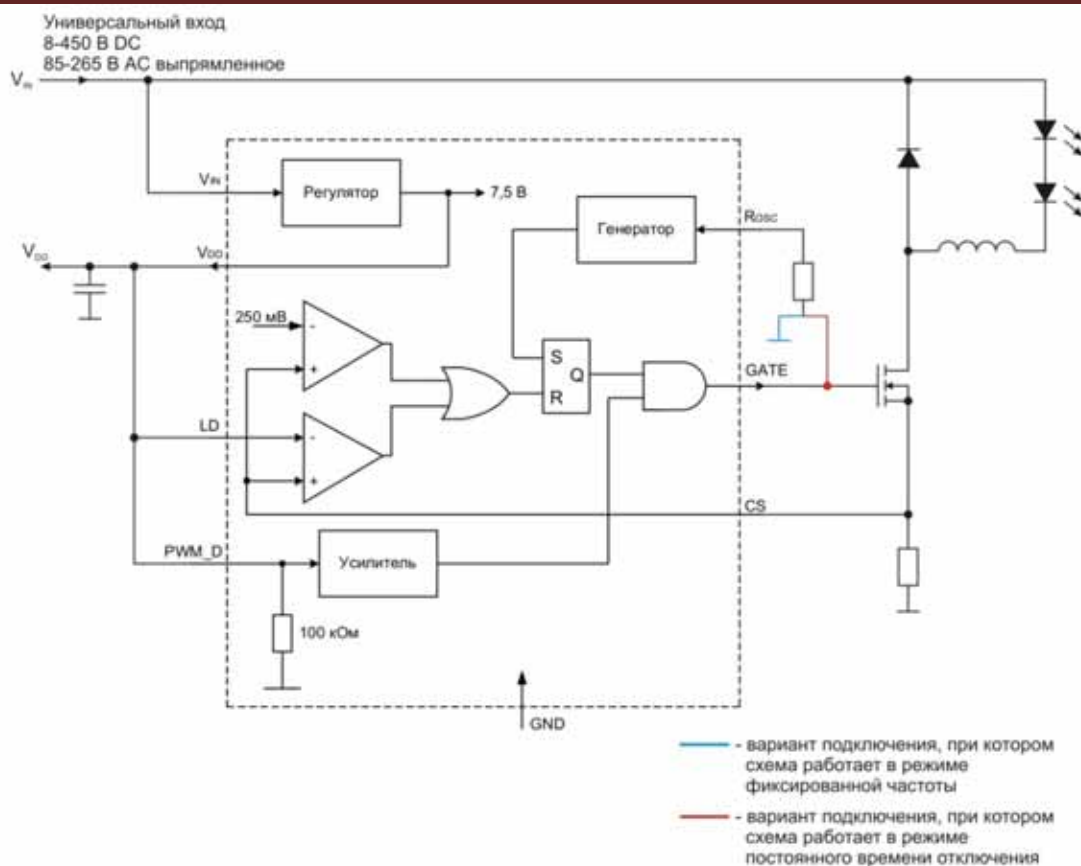 Универсальный вход
8-450 В DC
85-265 В AC выпрямленное
VIN
VIN
Регулятор
7,5 В
Генератор
ROSC
VDD
VDD
250 мВ
-
+
S
Q
R
GATE
LD
-
+
CS
PWM_D
Усилитель
100 кОм
GND
- вариант подключения, при котором
схема работает в режиме
фиксированной частоты
- вариант подключения, при котором
схема работает в режиме
постоянного времени отключения